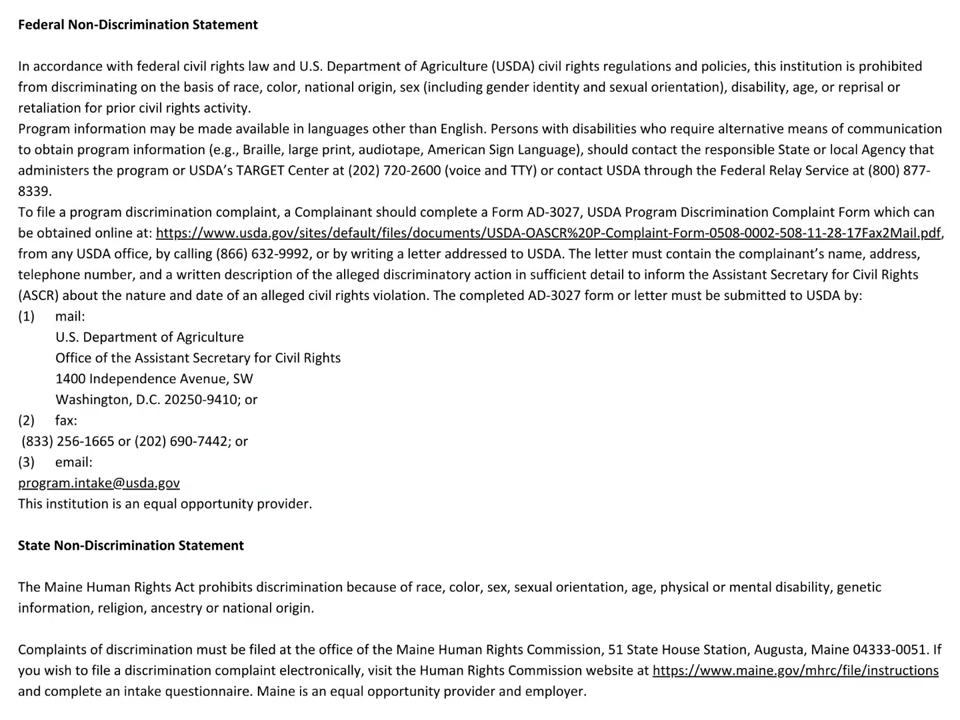 Federal Non-Discrimination Statement
In accordance with federal civil rights law and U.S. Department of Agriculture (USDA) civil rights regulations and policies, this institution is prohibited
from discriminating on the basis of race, color, national origin, sex (including gender identity and sexual orientation), disability, age, or reprisal or
retaliation for prior civil rights activity.
Program information may be made available in languages other than English. Persons with disabilities who require alternative means of communication
to obtain program information (e.g., Braille, large print, audiotape, American Sign Language), should contact the responsible State or local Agency that
administers the program or USDA's TARGET Center at (202) 720-2600 (voice and TTY) or contact USDA through the Federal Relay Service at (800) 877-
8339.
To file a program discrimination complaint, a Complainant should complete a Form AD-3027, USDA Program Discrimination Complaint Form which can
be obtained online at: https://www.usda.gov/sites/default/files/documents/USDA-OASCR%20P-Complaint-Form-0508-0002-508-11-28-17Fax2Mail.pdf,
from any USDA office, by calling (866) 632-9992, or by writing a letter addressed to USDA. The letter must contain the complainant's name, address,
telephone number, and a written description of the alleged discriminatory action in sufficient detail to inform the Assistant Secretary for Civil Rights
(ASCR) about the nature and date of an alleged civil rights violation. The completed AD-3027 form or letter must be submitted to USDA by:
(1) mail:
U.S. Department of Agriculture
Office of the Assistant Secretary for Civil Rights
1400 Independence Avenue, SW
Washington, D.C. 20250-9410; or
(2) fax:
(833) 256-1665 or (202) 690-7442; or
(3) email:
program.intake@usda.gov
This institution is an equal opportunity provider.
State Non-Discrimination Statement
The Maine Human Rights Act prohibits discrimination because of race, color, sex, sexual orientation, age, physical or mental disability, genetic
information, religion, ancestry or national origin.
Complaints of discrimination must be filed at the office of the Maine Human Rights Commission, 51 State House Station, Augusta, Maine 04333-0051. If
you wish to file a discrimination complaint electronically, visit the Human Rights Commission website at https://www.maine.gov/mhrc/file/instructions
and complete an intake questionnaire. Maine is an equal opportunity provider and employer.